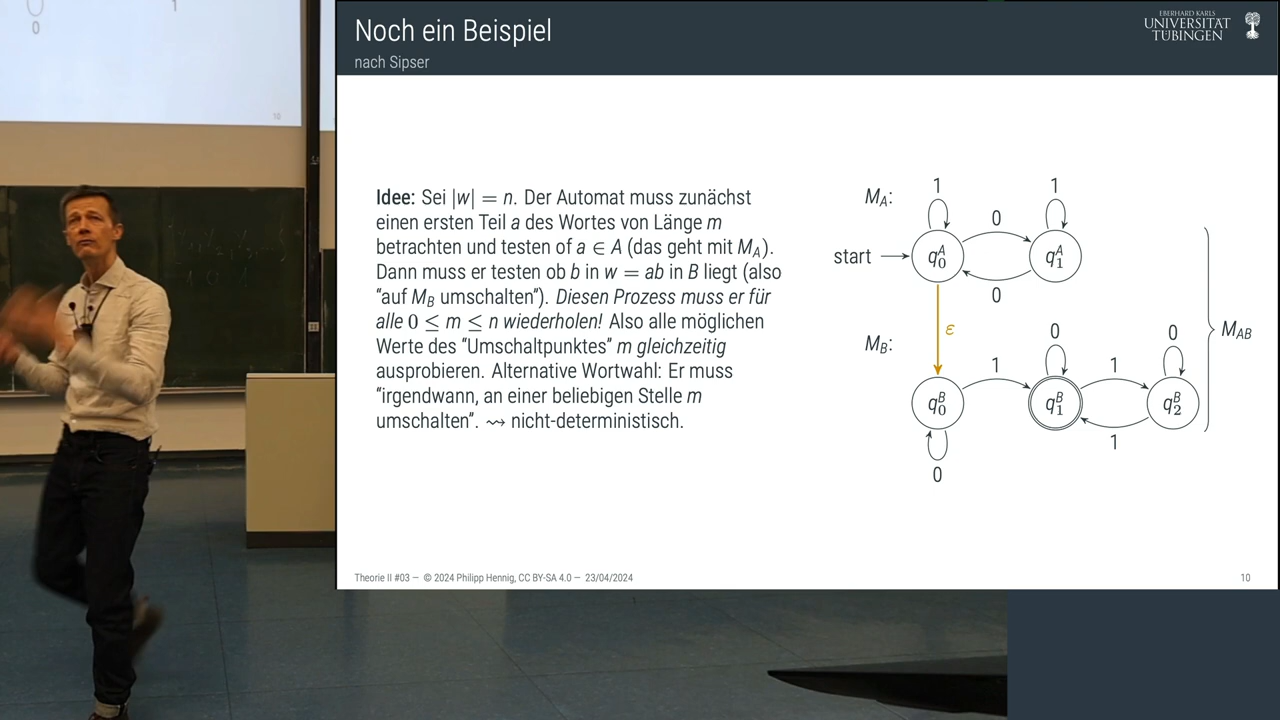 0
1
10
Noch ein Beispiel
nach Sipser
EBERHARD KARLS
UNIVERSITÄT
TÜBINGEN
Idee: Sei |w| = n. Der Automat muss zunächst
einen ersten Teil a des Wortes von Länge m
betrachten und testen of a ∈ A (das geht mit M_A).
Dann muss er testen ob b in w = ab in B liegt (also
"auf M_B umschalten"). Diesen Prozess muss er für
alle 0 ≤ m ≤ n wiederholen! Also alle möglichen
Werte des "Umschaltpunktes" m gleichzeitig
ausprobieren. Alternative Wortwahl: Er muss
"irgendwann, an einer beliebigen Stelle m
umschalten". ⇝ nicht-deterministisch.
M_A:
1
1
0
start
q_0^A
q_1^A
0
ε
M_AB
M_B:
0
0
1
1
q_0^B
q_1^B
q_2^B
1
0
Theorie II #03 — © 2024 Philipp Hennig, CC BY-SA 4.0 — 23/04/2024
10